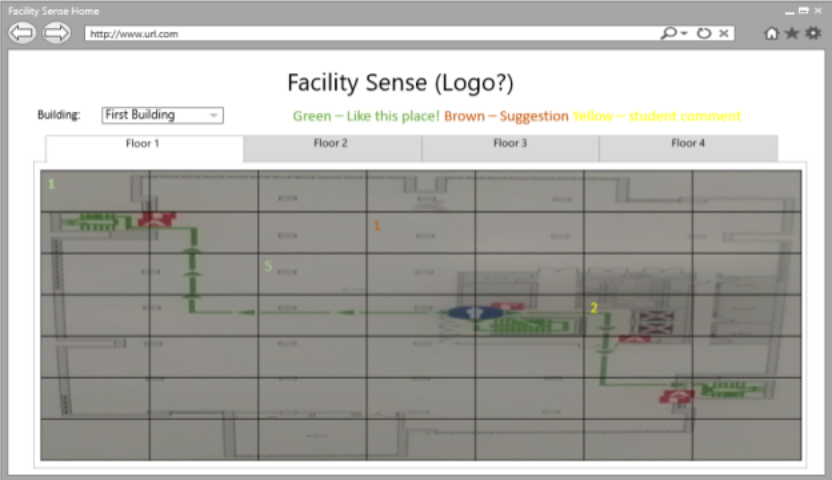 Facility Sense Home
http://www.url.com
Facility Sense (Logo?)
Building: First Building
Green – Like this place! Brown – Suggestion Yellow – student comment
Floor 1 Floor 2 Floor 3 Floor 4
1
1
5
2